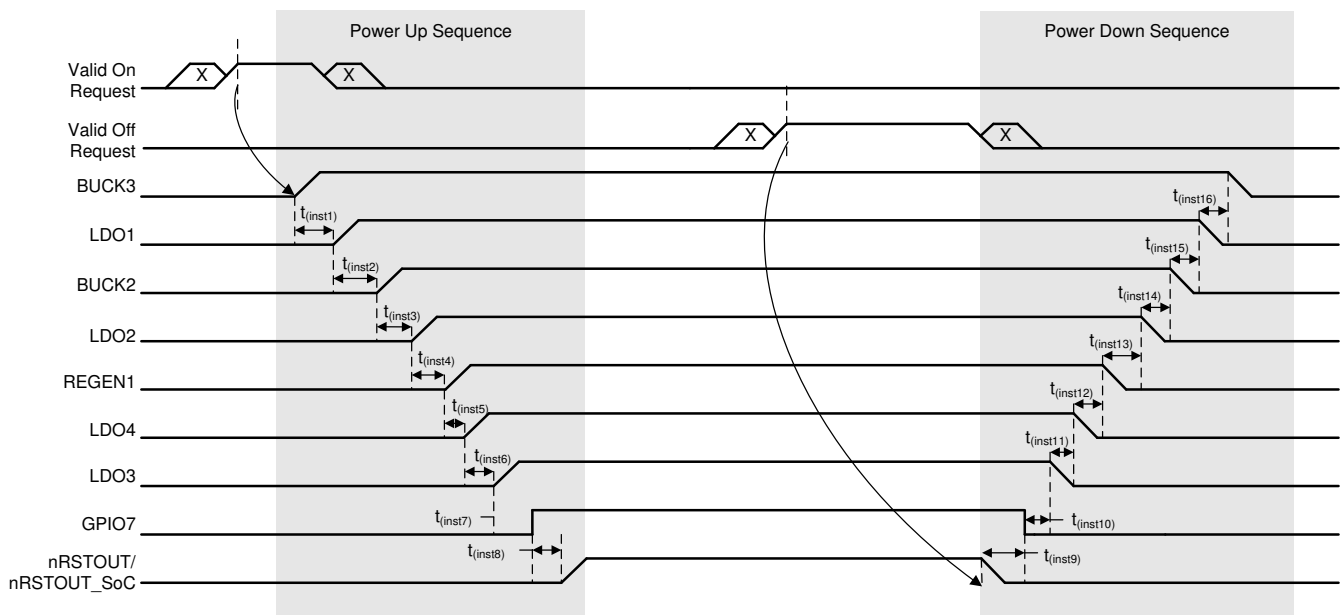 Power Up Sequence
Power Down Sequence
Valid On
Request
X
X
Valid Off
Request
X
X
BUCK3
t(inst1)
t(inst16)
LDO1
t(inst2)
t(inst15)
BUCK2
t(inst3)
t(inst14)
LDO2
t(inst4)
t(inst13)
REGEN1
t(inst5)
t(inst12)
LDO4
t(inst6)
t(inst11)
LDO3
t(inst7)
t(inst10)
GPIO7
t(inst8)
t(inst9)
nRSTOUT/
nRSTOUT_SoC